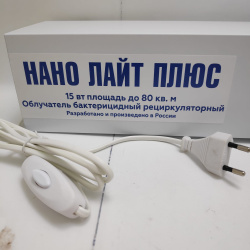 НАНО ЛАЙТ ПЛЮС
15 вт площадь до 80 кв. м
Облучатель бактерицидный рециркуляторный
Разработано и произведено в России